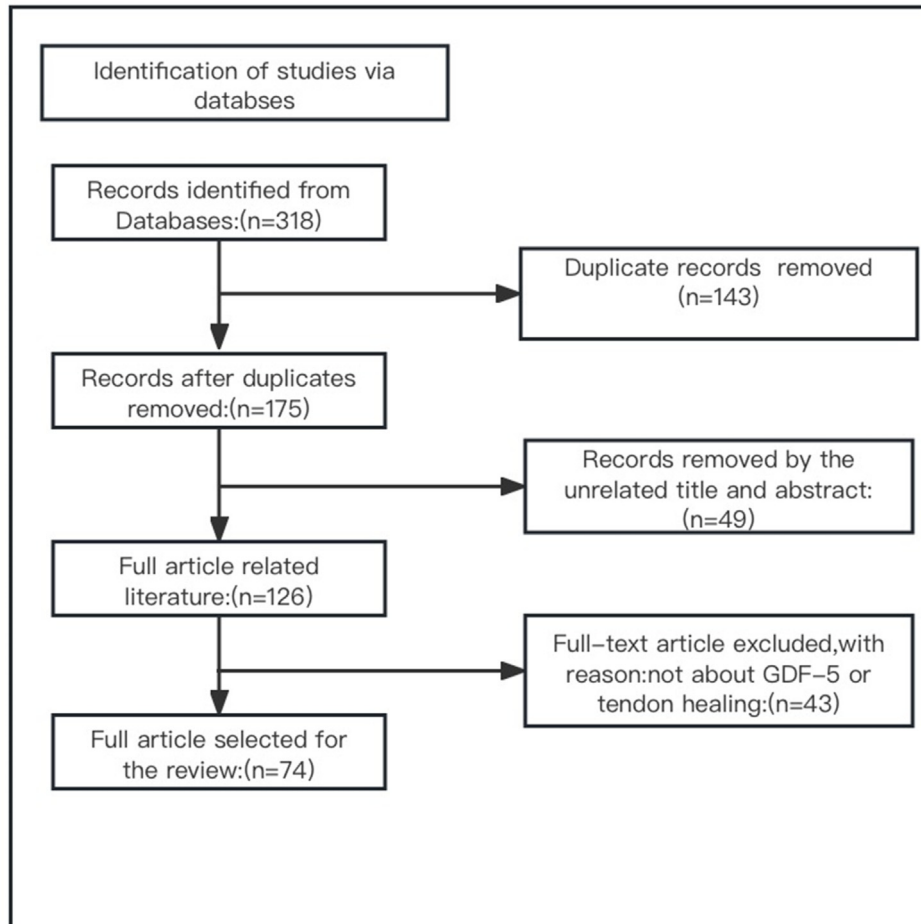 Identification of studies via
databses
Records identified from
Databases:(n=318)
Duplicate records removed
(n=143)
Records after duplicates
removed:(n=175)
Records removed by the
unrelated title and abstract:
(n=49)
Full article related
literature:(n=126)
Full-text article excluded,with
reason:not about GDF-5 or
tendon healing:(n=43)
Full article selected for
the review:(n=74)